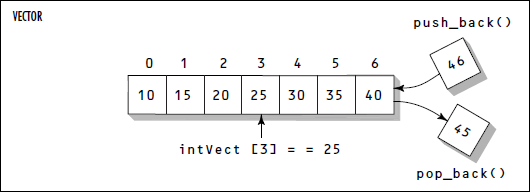 VECTOR
push_back()
0 1 2 3 4 5 6
46
10 15 20 25 30 35 40
45
intVect [3] = = 25
pop_back()